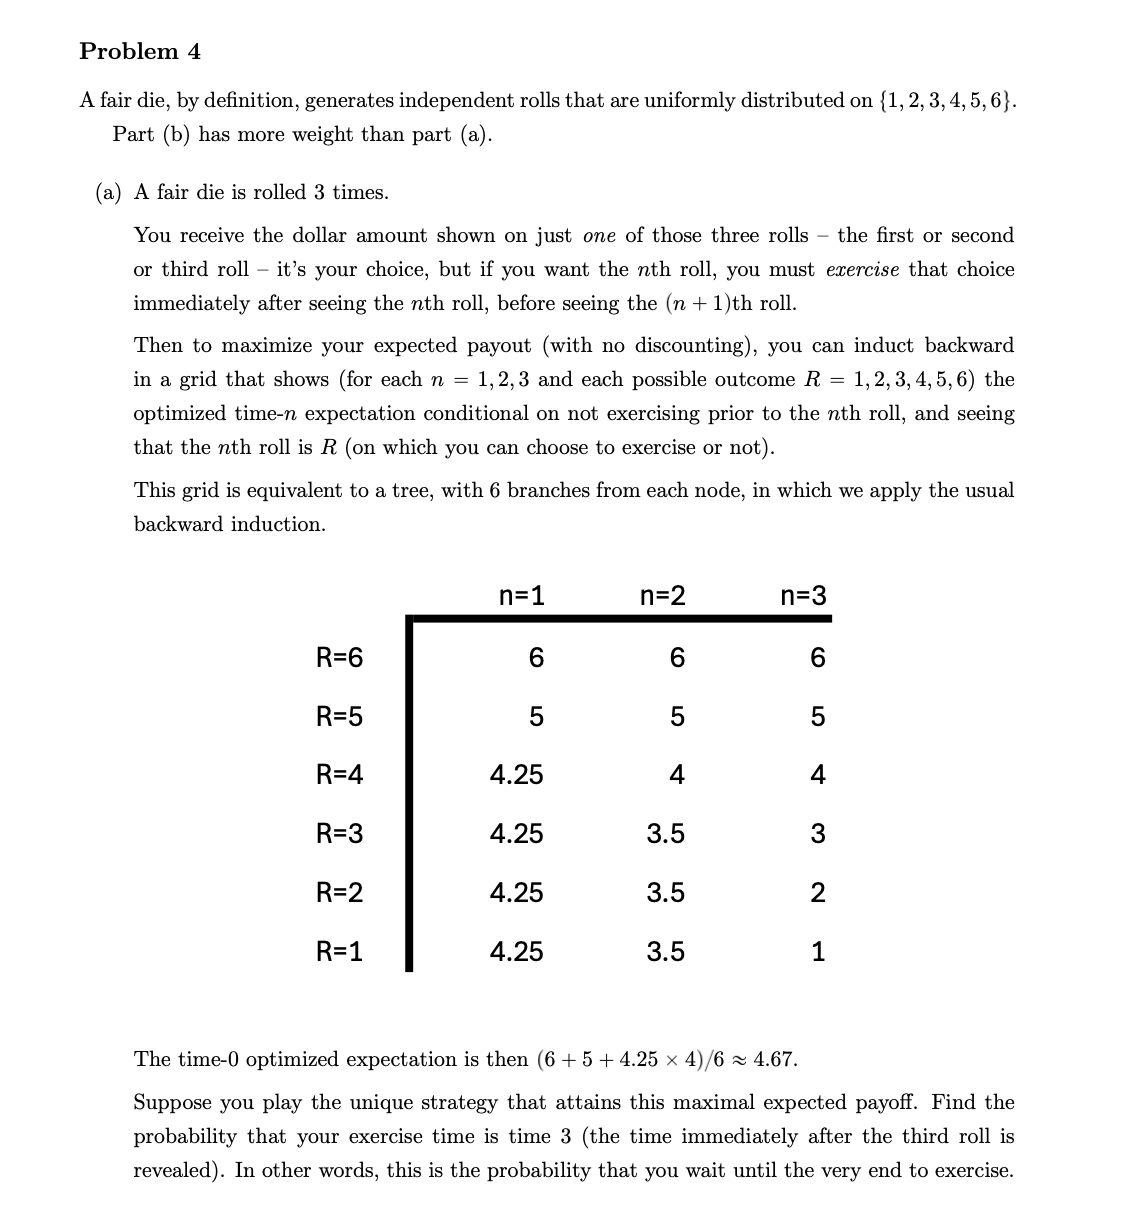 Problem 4
A fair die, by definition, generates independent rolls that are uniformly distributed on {1, 2, 3, 4, 5, 6}.
Part (b) has more weight than part (a).
(a) A fair die is rolled 3 times.
You receive the dollar amount shown on just one of those three rolls – the first or second
or third roll – it's your choice, but if you want the nth roll, you must exercise that choice
immediately after seeing the nth roll, before seeing the (n + 1)th roll.
Then to maximize your expected payout (with no discounting), you can induct backward
in a grid that shows (for each n = 1, 2, 3 and each possible outcome R = 1, 2, 3, 4, 5, 6) the
optimized time-n expectation conditional on not exercising prior to the nth roll, and seeing
that the nth roll is R (on which you can choose to exercise or not).
This grid is equivalent to a tree, with 6 branches from each node, in which we apply the usual
backward induction.
n=1 n=2 n=3
R=6 6 6 6
R=5 5 5 5
R=4 4.25 4 4
R=3 4.25 3.5 3
R=2 4.25 3.5 2
R=1 4.25 3.5 1
The time-0 optimized expectation is then (6 + 5 + 4.25 × 4)/6 ≈ 4.67.
Suppose you play the unique strategy that attains this maximal expected payoff. Find the
probability that your exercise time is time 3 (the time immediately after the third roll is
revealed). In other words, this is the probability that you wait until the very end to exercise.